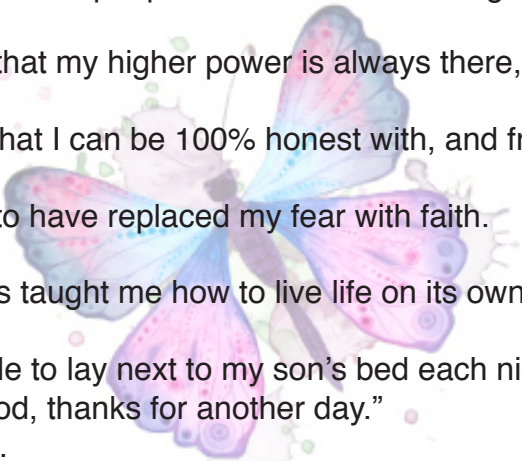 that my higher power is always there,
hat I can be 100% honest with, and fr
to have replaced my fear with faith.
s taught me how to live life on its own
le to lay next to my son’s bed each ni
od, thanks for another day.”
.